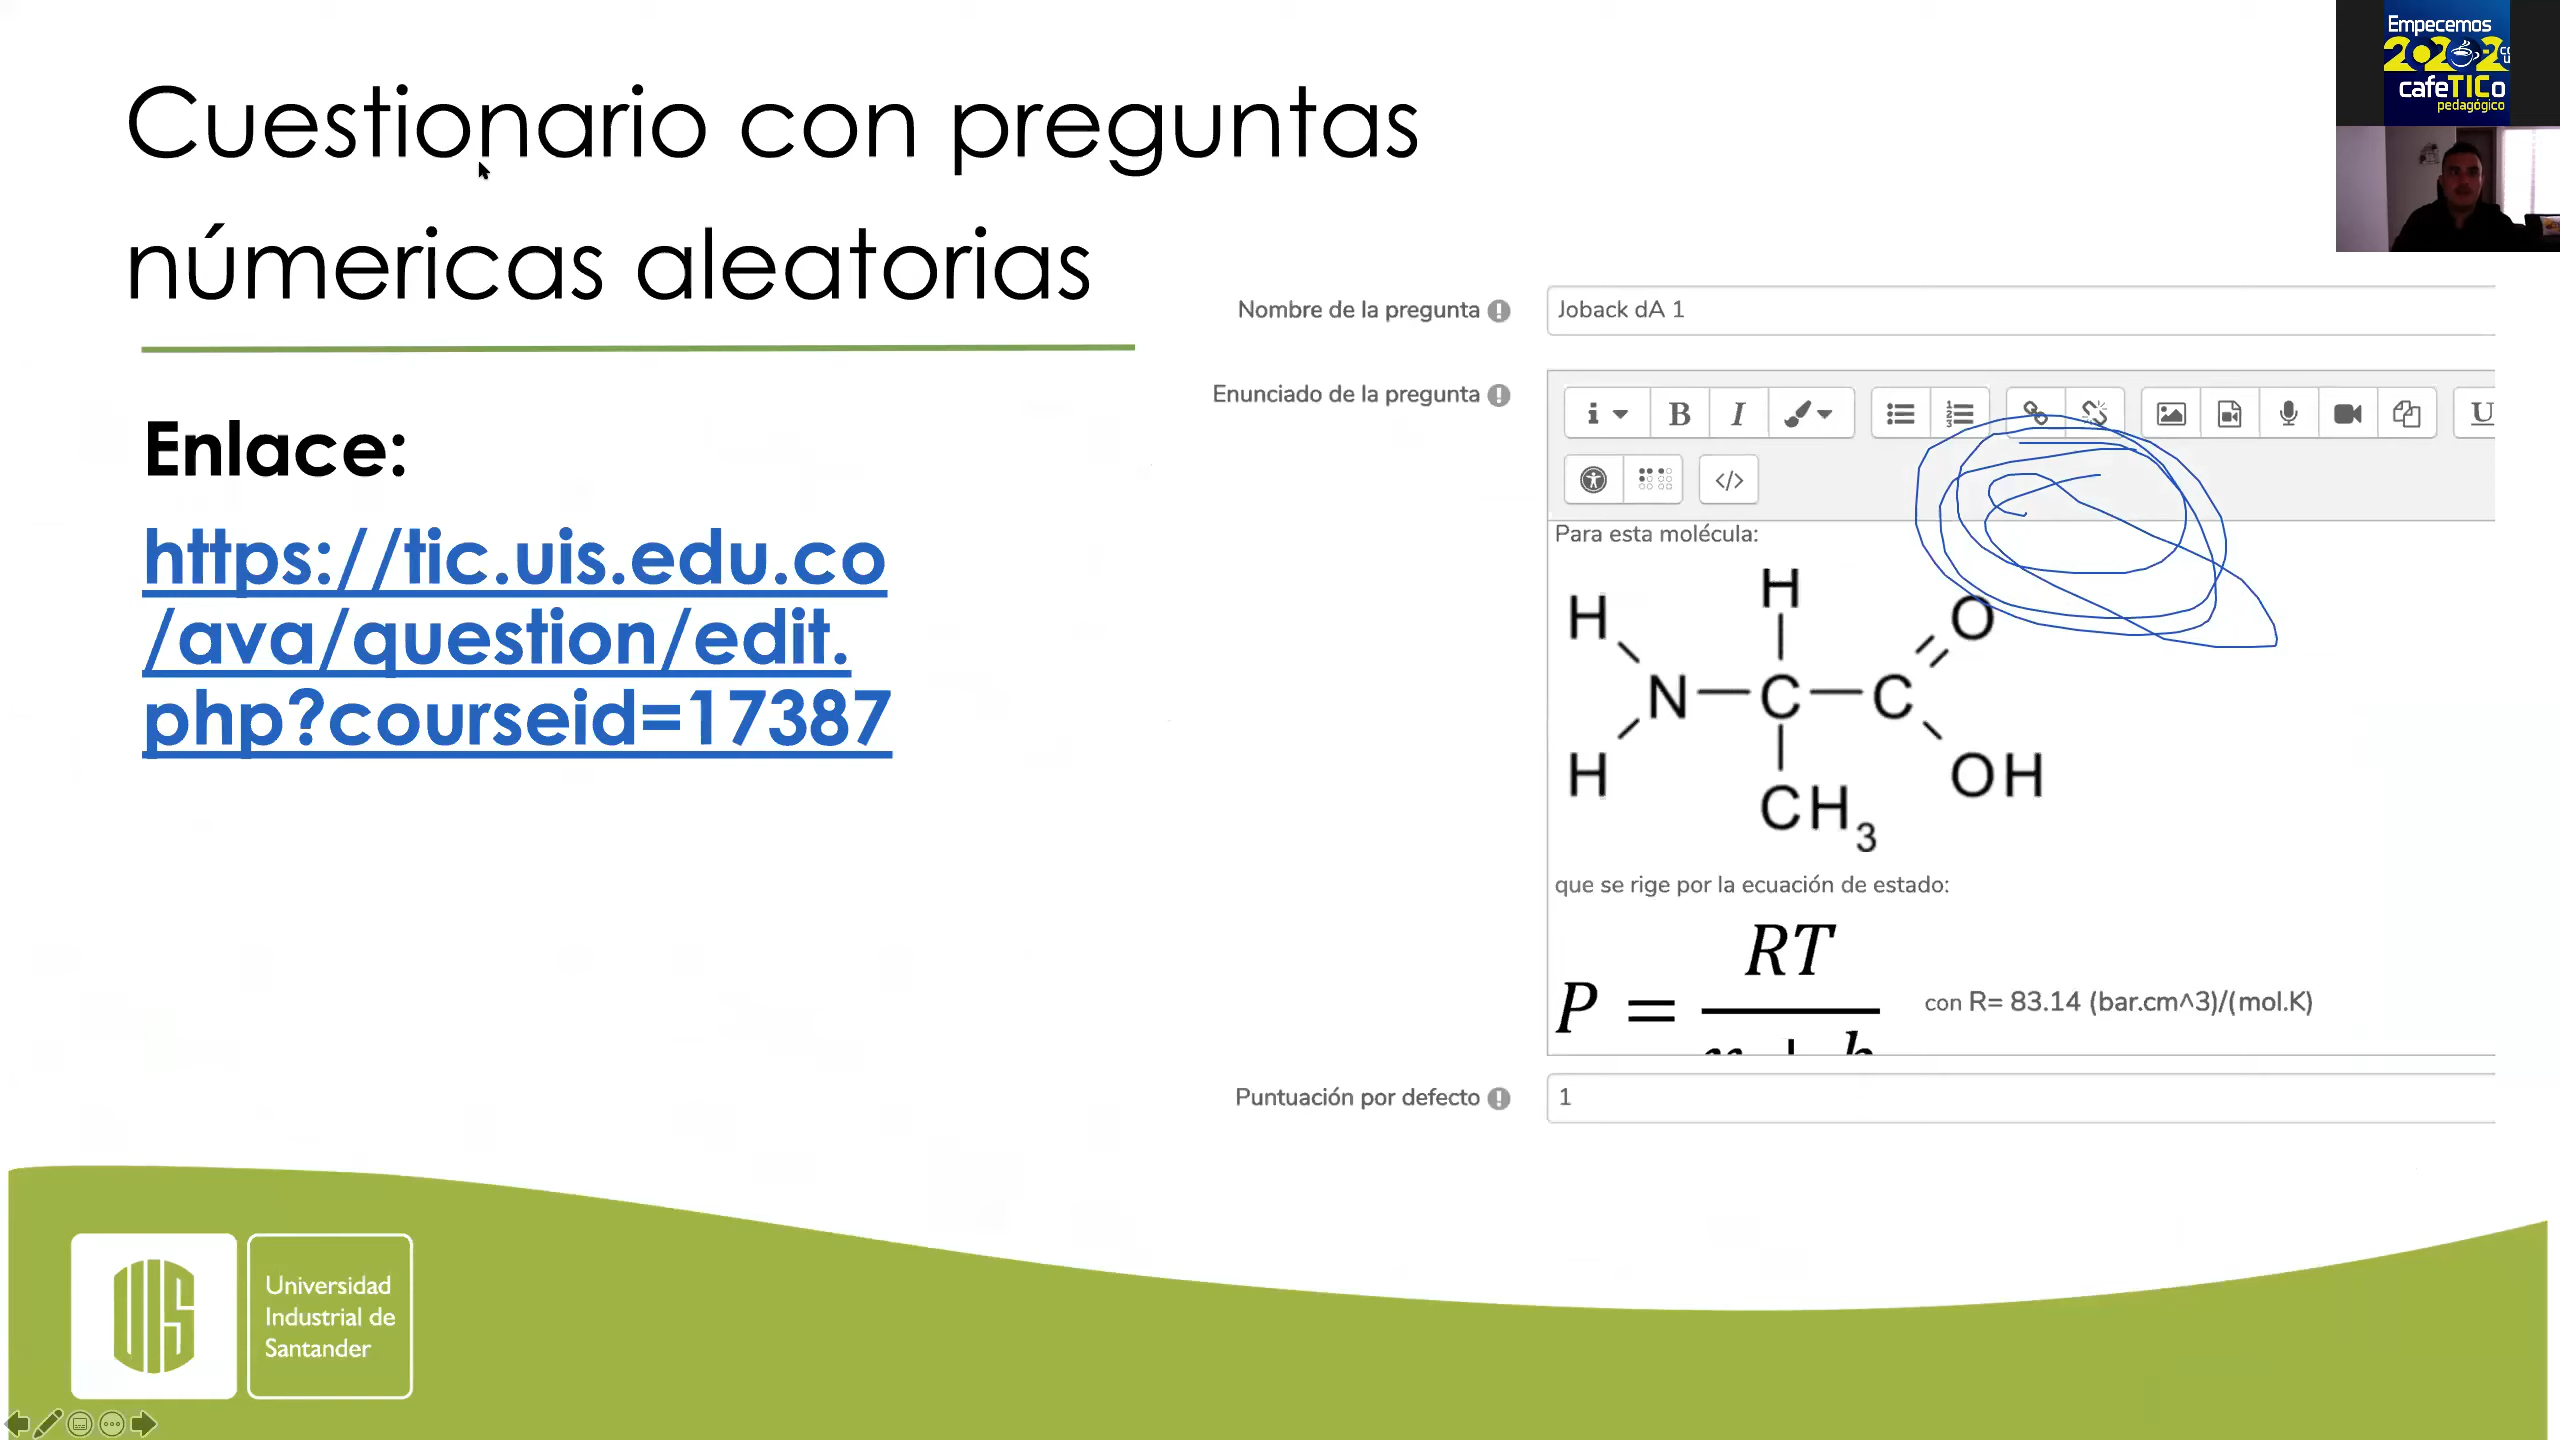 Cuestionario con preguntas
númericas aleatorias
Enlace:
https://tic.uis.edu.co
/ava/question/edit.
php?courseid=17387
Empecemos
2022-2
cafeTICo
pedagógico
Nombre de la pregunta
Joback dA 1
Enunciado de la pregunta
i B I U
</>
Para esta molécula:
H H O
N C C
H CH3 OH
que se rige por la ecuación de estado:
RT
P = con R= 83.14 (bar.cm^3)/(mol.K)
Puntuación por defecto
1
UIS
Universidad
Industrial de
Santander